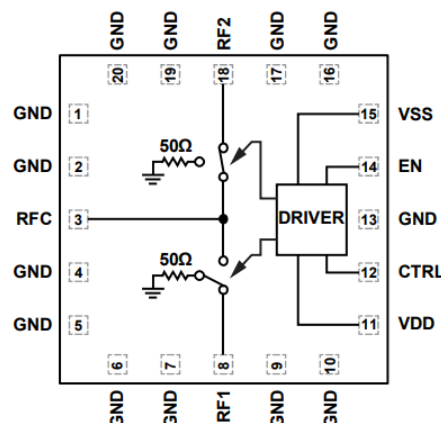 GND GND RF2 GND GND
20 19 18 17 16
GND 1 15 VSS
50Ω
GND 2 14 EN
RFC 3 DRIVER 13 GND
50Ω
GND 4 12 CTRL
GND 5 11 VDD
6 7 8 9 10
GND GND RF1 GND GND